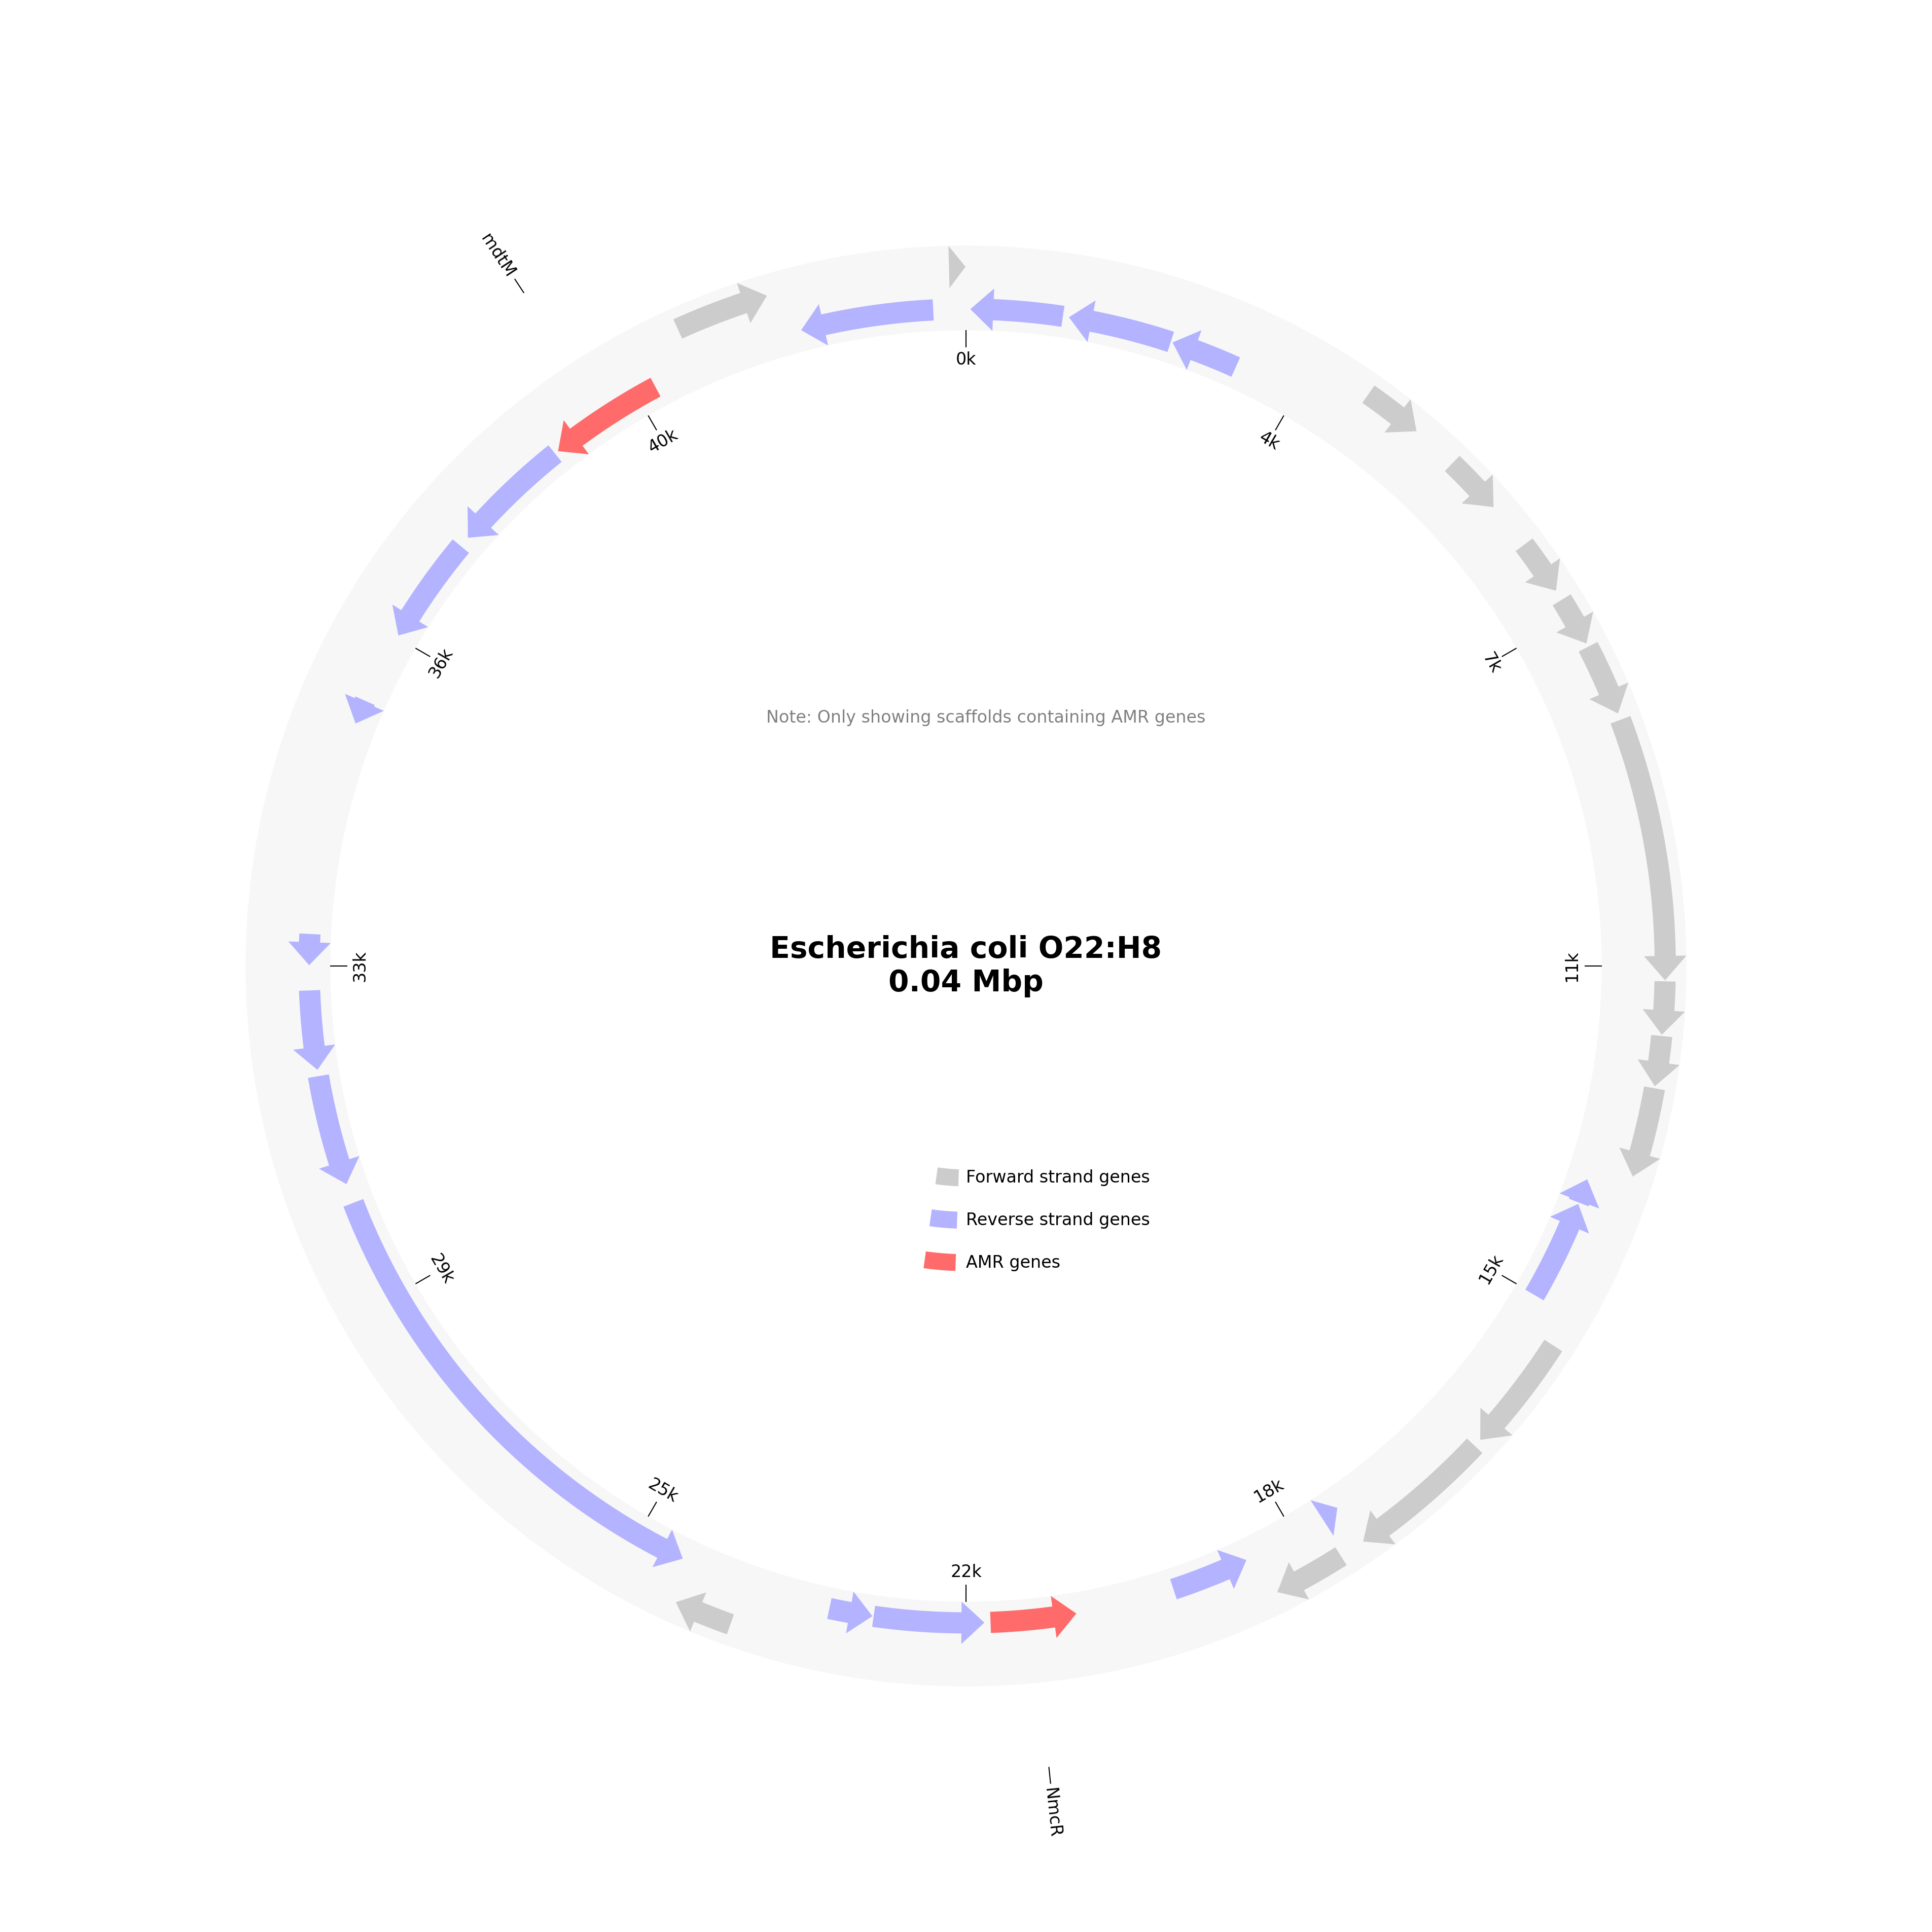 mdtM
0k
40k
4k
36k
7k
Note: Only showing scaffolds containing AMR genes
Escherichia coli O22:H8
0.04 Mbp
33k
11k
Forward strand genes
Reverse strand genes
AMR genes
29k
15k
25k
18k
22k
NmcR